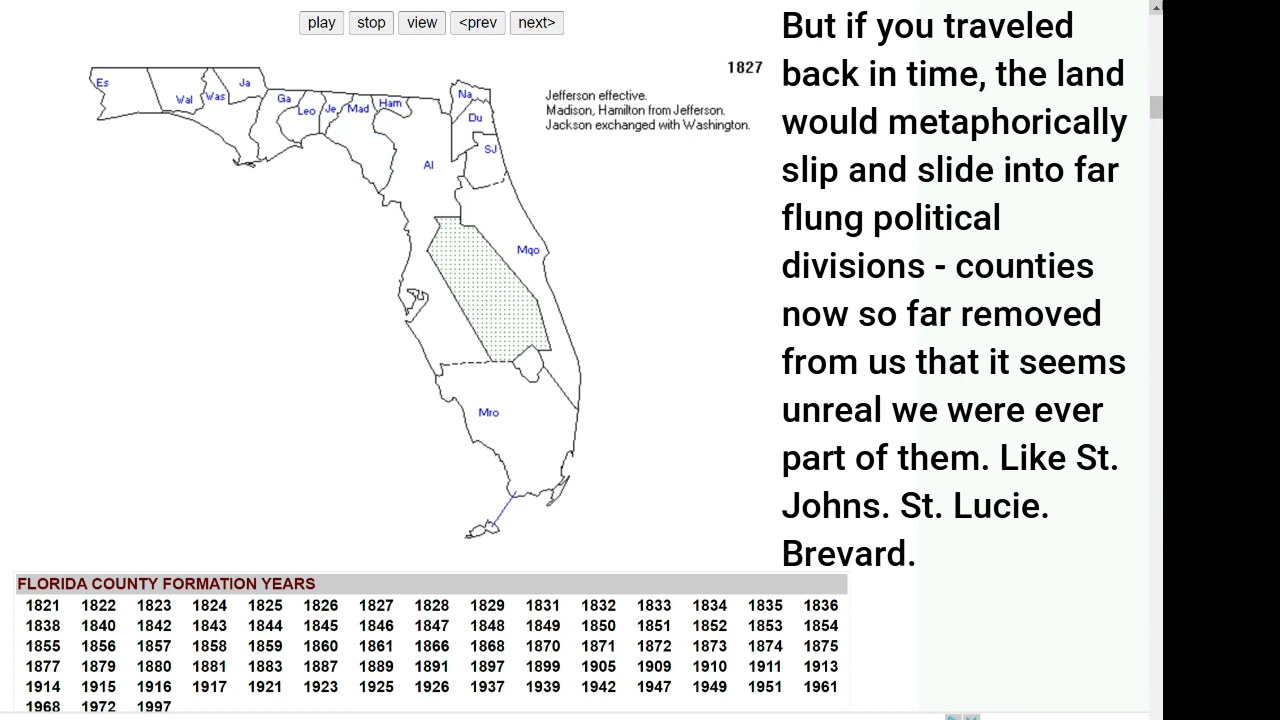 play stop view <prev next>
1827
Jefferson effective.
Madison, Hamilton from Jefferson.
Jackson exchanged with Washington.
Es
Wal
Was
Ja
Ga
Leo
Je
Mad
Ham
Na
Du
SJ
Al
Mqo
Mro
But if you traveled
back in time, the land
would metaphorically
slip and slide into far
flung political
divisions - counties
now so far removed
from us that it seems
unreal we were ever
part of them. Like St.
Johns. St. Lucie.
Brevard.
FLORIDA COUNTY FORMATION YEARS
1821 1822 1823 1824 1825 1826 1827 1828 1829 1831 1832 1833 1834 1835 1836
1838 1840 1842 1843 1844 1845 1846 1847 1848 1849 1850 1851 1852 1853 1854
1855 1856 1857 1858 1859 1860 1861 1866 1868 1870 1871 1872 1873 1874 1875
1877 1879 1880 1881 1883 1887 1889 1891 1897 1899 1905 1909 1910 1911 1913
1914 1915 1916 1917 1921 1923 1925 1926 1937 1939 1942 1947 1949 1951 1961
1968 1972 1997